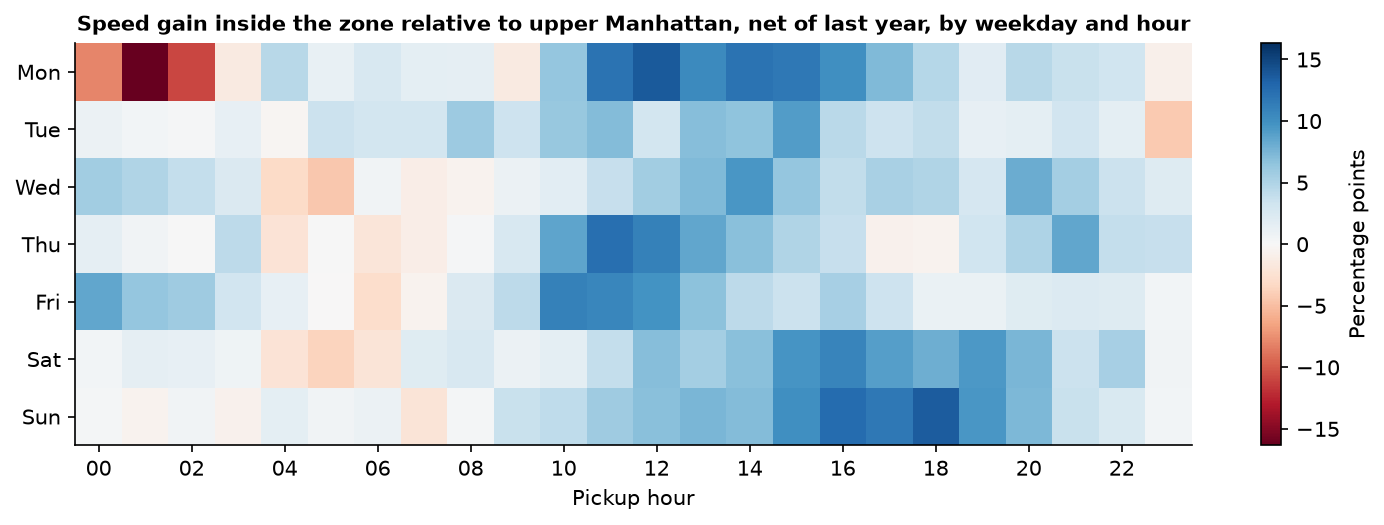 Speed gain inside the zone relative to upper Manhattan, net of last year, by weekday and hour
Mon
Tue
Wed
Thu
Fri
Sat
Sun
00 02 04 06 08 10 12 14 16 18 20 22
Pickup hour
15
10
5
0
−5
−10
−15
Percentage points